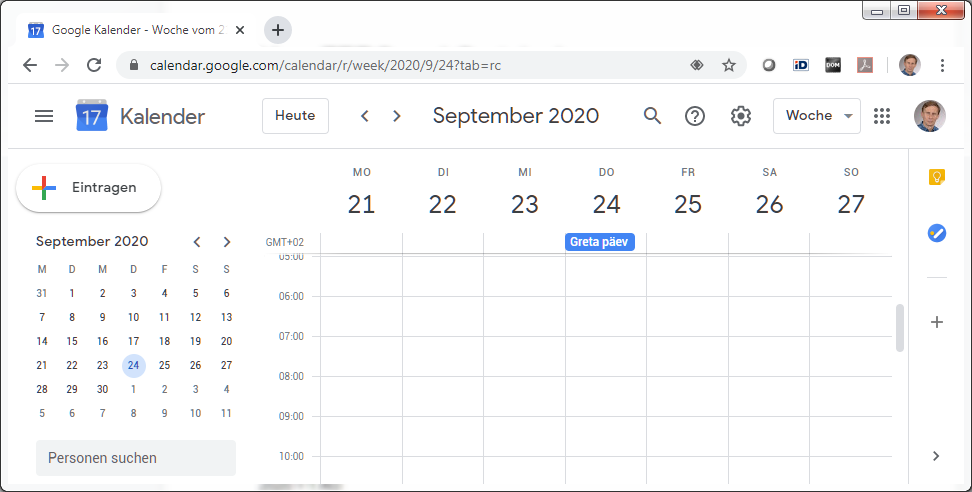 Google Kalender - Woche vom 2
calendar.google.com/calendar/r/week/2020/9/24?tab=rc
iD
DOM
17 Kalender
Heute
September 2020
Woche
Eintragen
MO DI MI DO FR SA SO
21 22 23 24 25 26 27
GMT+02
Greta päev
September 2020
M D M D F S S
31 1 2 3 4 5 6
7 8 9 10 11 12 13
14 15 16 17 18 19 20
21 22 23 24 25 26 27
28 29 30 1 2 3 4
5 6 7 8 9 10 11
Personen suchen
05:00
06:00
07:00
08:00
09:00
10:00